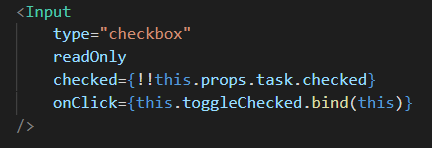 <Input
type="checkbox"
readOnly
checked={!!this.props.task.checked}
onClick={this.toggleChecked.bind(this)}
/>